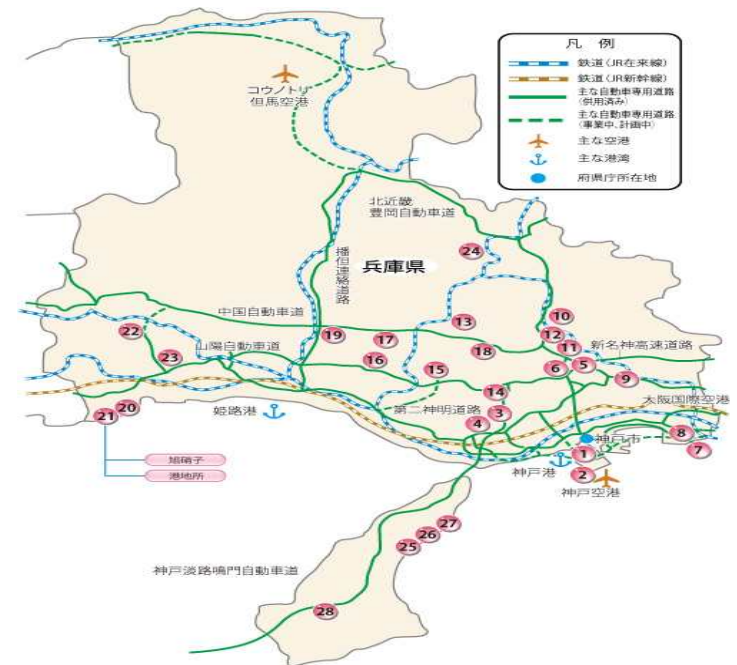 凡 例
鉄道(JR在来線)
鉄道(JR新幹線)
主な自動車専用道路
(併用済み)
主な自動車専用道路
(事業中、計画中)
主な空港
主な港湾
府県庁所在地
コウノトリ
但馬空港
北近畿
豊岡自動車道
播但連絡道路
兵庫県
24
中国自動車道
22
19
17
13
10
12
11
新名神高速道路
山陽自動車道
23
16
18
6
5
15
14
9
大阪国際空港
21
20
姫路港
第二神明道路
3
4
神戸市
8
7
1
神戸港
2
神戸空港
旭硝子
港地所
27
26
25
神戸淡路鳴門自動車道
28